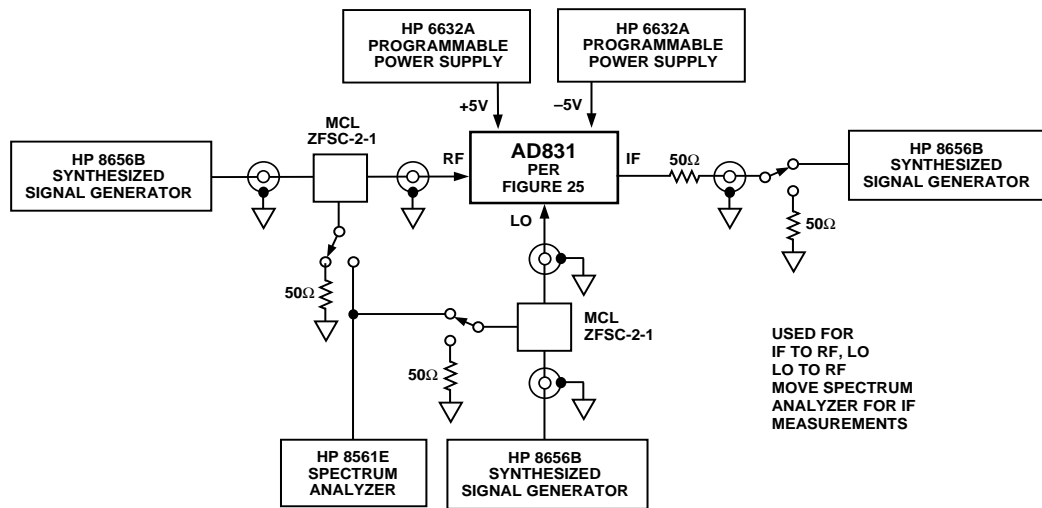 HP 6632A
PROGRAMMABLE
POWER SUPPLY
HP 6632A
PROGRAMMABLE
POWER SUPPLY
+5V
–5V
MCL
ZFSC-2-1
HP 8656B
SYNTHESIZED
SIGNAL GENERATOR
RF
AD831
PER
FIGURE 25
IF
50Ω
HP 8656B
SYNTHESIZED
SIGNAL GENERATOR
LO
50Ω
50Ω
MCL
ZFSC-2-1
50Ω
USED FOR
IF TO RF, LO
LO TO RF
MOVE SPECTRUM
ANALYZER FOR IF
MEASUREMENTS
HP 8561E
SPECTRUM
ANALYZER
HP 8656B
SYNTHESIZED
SIGNAL GENERATOR